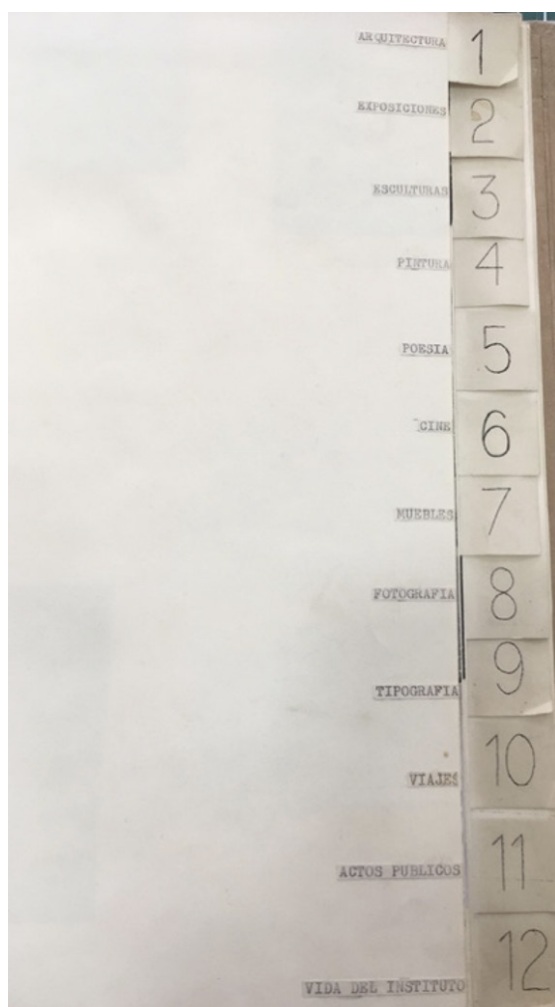 ARQUITECTURA 1
EXPOSICIONES 2
ESCULTURAS 3
PINTURA 4
POESIA 5
CINE 6
MUEBLES 7
FOTOGRAFIA 8
TIPOGRAFIA 9
VIAJES 10
ACTOS PUBLICOS 11
VIDA DEL INSTITUTO 12